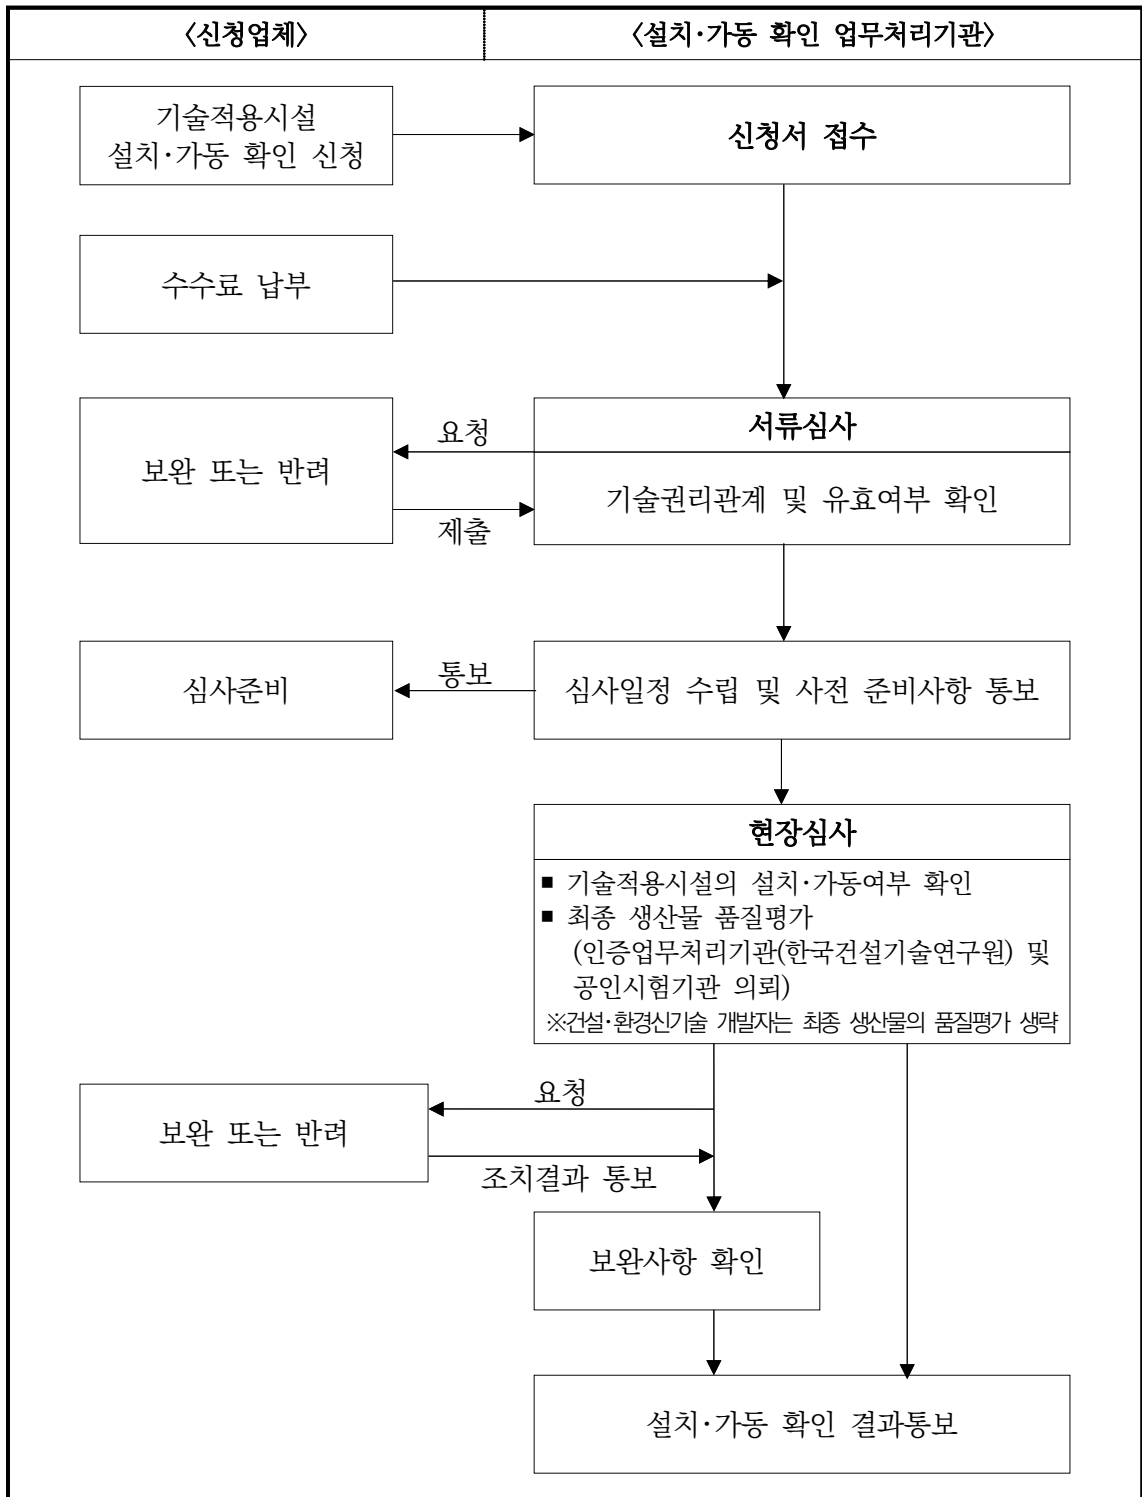 〈신청업체〉
〈설치·가동 확인 업무처리기관〉
기술적용시설
설치·가동 확인 신청
신청서 접수
수수료 납부
보완 또는 반려
요청
제출
서류심사
기술권리관계 및 유효여부 확인
심사준비
통보
심사일정 수립 및 사전 준비사항 통보
현장심사
■ 기술적용시설의 설치·가동여부 확인
■ 최종 생산물 품질평가
(인증업무처리기관(한국건설기술연구원) 및
공인시험기관 의뢰)
※건설·환경신기술 개발자는 최종 생산물의 품질평가 생략
보완 또는 반려
요청
조치결과 통보
보완사항 확인
설치·가동 확인 결과통보